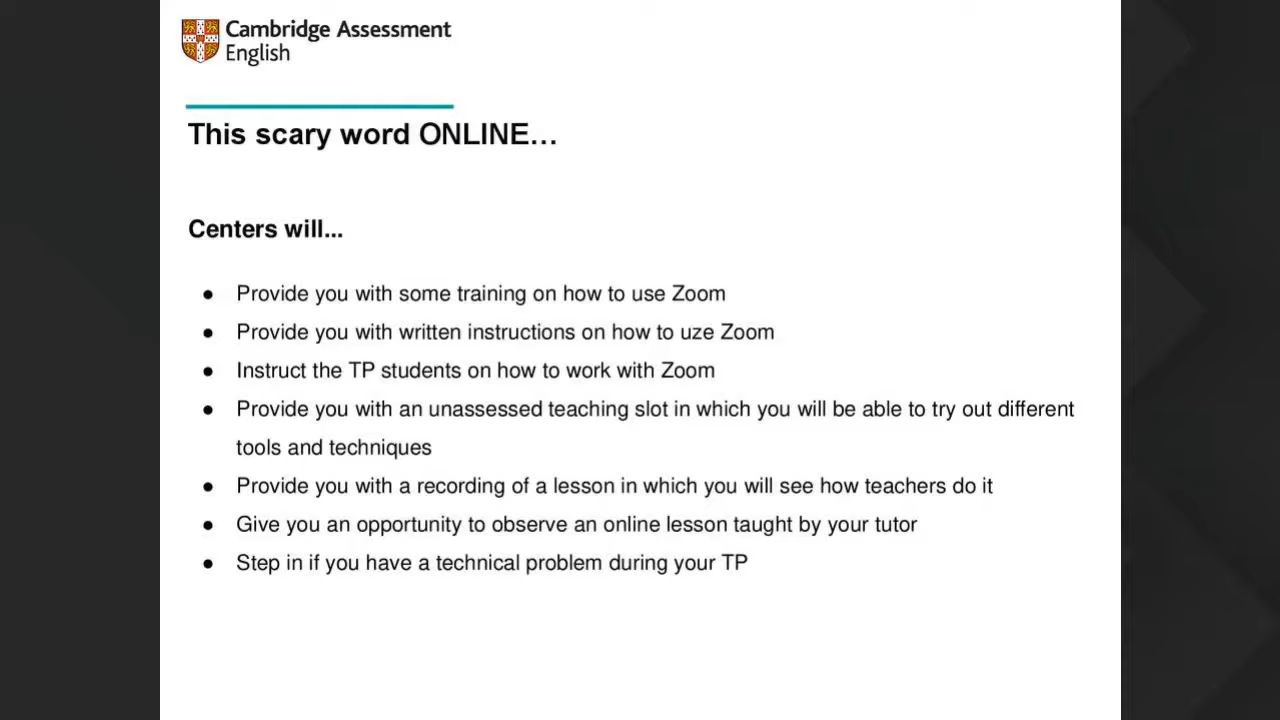 Cambridge Assessment
English
This scary word ONLINE…
Centers will...
● Provide you with some training on how to use Zoom
● Provide you with written instructions on how to uze Zoom
● Instruct the TP students on how to work with Zoom
● Provide you with an unassessed teaching slot in which you will be able to try out different
tools and techniques
● Provide you with a recording of a lesson in which you will see how teachers do it
● Give you an opportunity to observe an online lesson taught by your tutor
● Step in if you have a technical problem during your TP